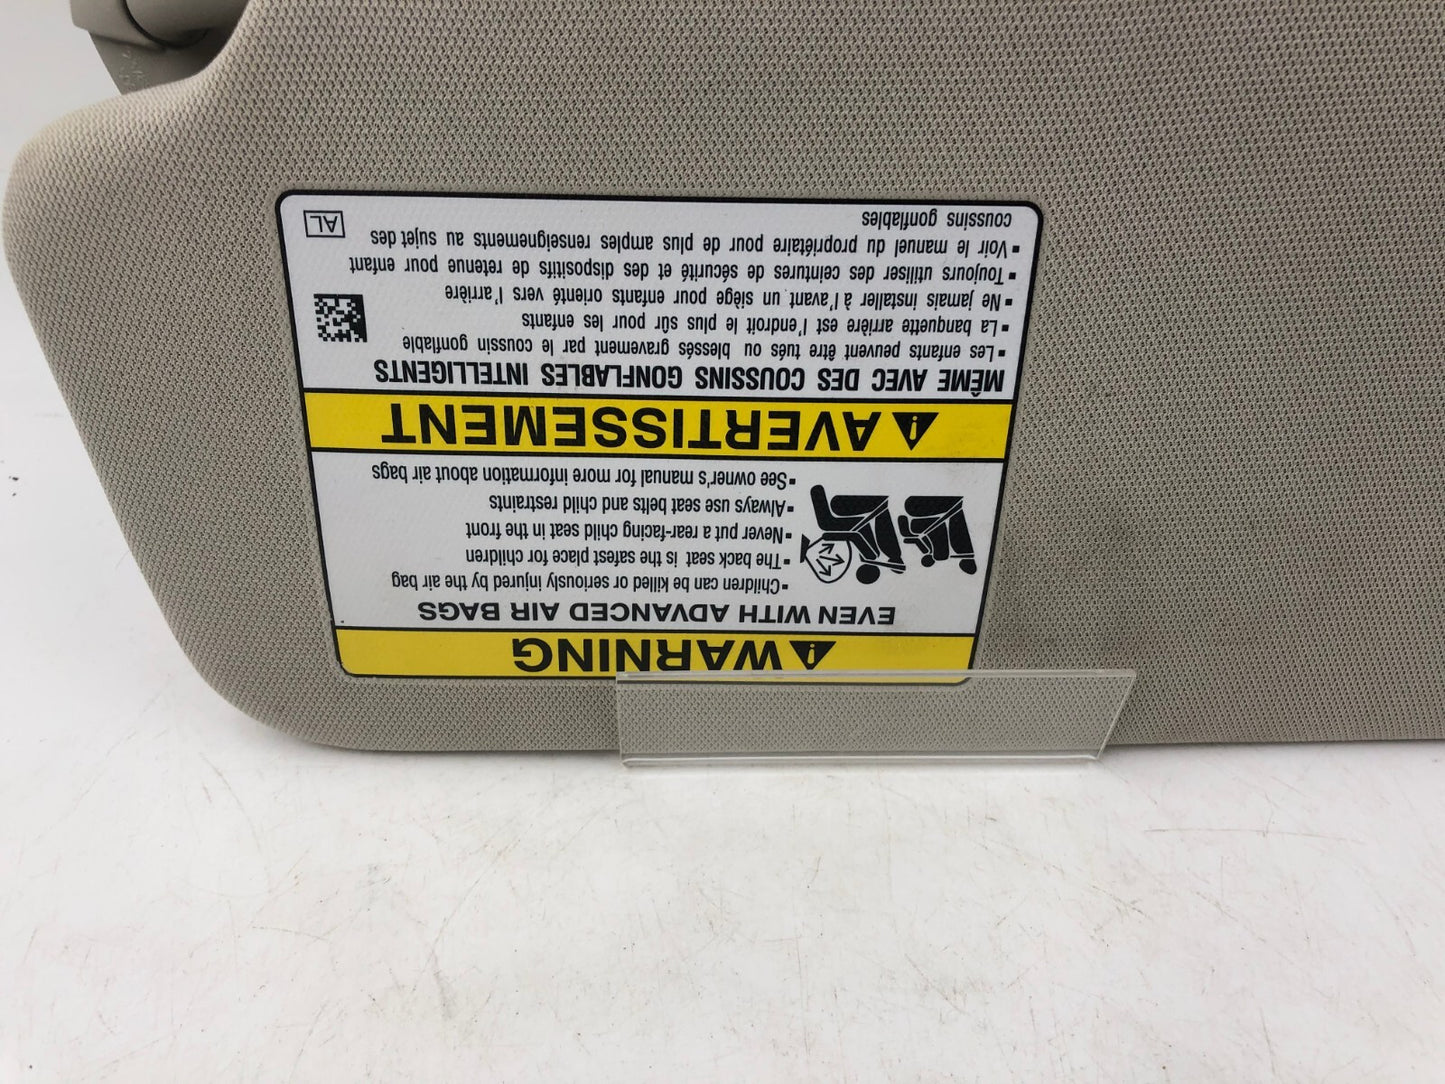 ⚠WARNING
EVEN WITH ADVANCED AIR BAGS
▪Children can be killed or seriously injured by the air bag
▪The back seat is the safest place for children
▪Never put a rear-facing child seat in the front
▪Always use seat belts and child restraints
▪See owner's manual for more information about air bags
⚠AVERTISSEMENT
MÊME AVEC DES COUSSINS GONFLABLES INTELLIGENTS
▪Les enfants peuvent être tués ou blessés gravement par le coussin gonflable
▪La banquette arrière est l'endroit le plus sûr pour les enfants
▪Ne jamais installer à l'avant un siège pour enfants orienté vers l'arrière
▪Toujours utiliser des ceintures de sécurité et des dispositifs de retenue pour enfant
▪Voir le manuel du propriétaire pour de plus amples renseignements au sujet des
coussins gonflables
AL